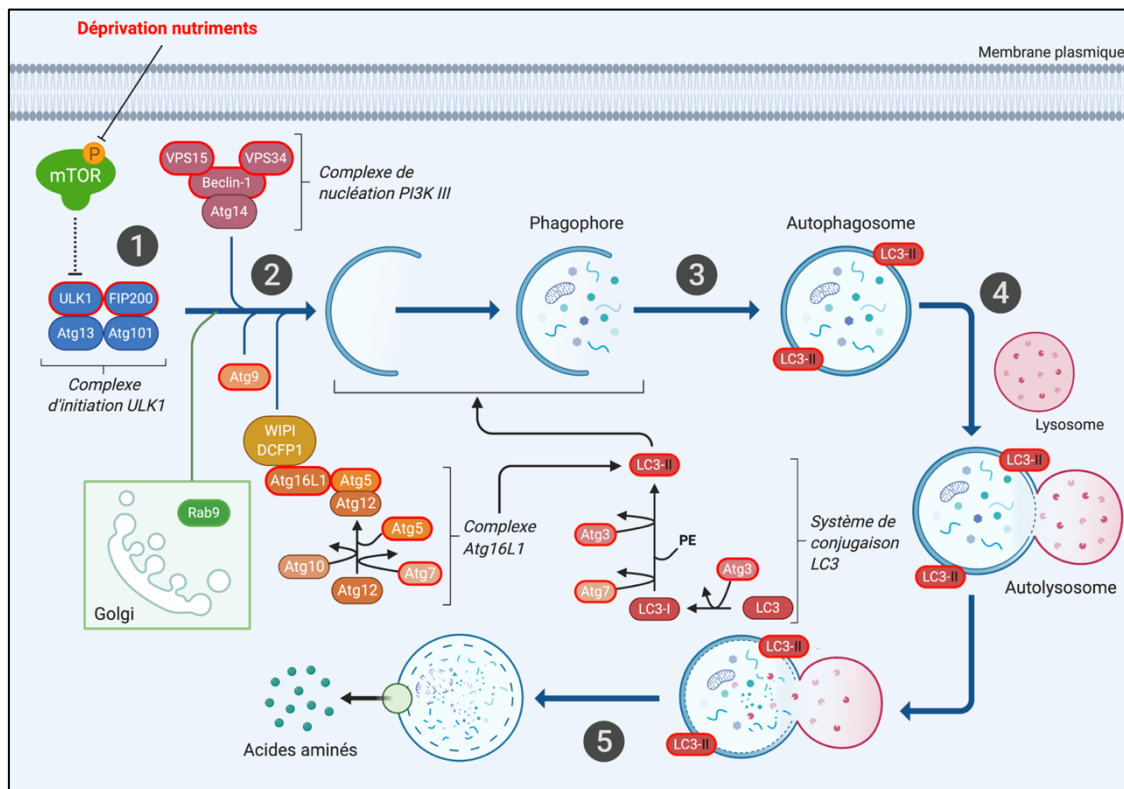 Déprivation nutriments
Membrane plasmique
P
mTOR
VPS15
VPS34
Beclin-1
Atg14
Complexe de
nucléation PI3K III
1
2
Phagophore
3
Autophagosome
LC3-II
LC3-II
4
ULK1
FIP200
Atg13
Atg101
Complexe
d'initiation ULK1
Atg9
Lysosome
WIPI
DCFP1
Atg16L1
Atg5
Atg12
LC3-II
LC3-II
Rab9
Golgi
Atg5
Atg10
Atg7
Atg12
Complexe
Atg16L1
Atg3
PE
Atg3
Atg7
LC3-I
LC3
Système de
conjugaison
LC3
LC3-II
Autolysosome
LC3-II
LC3-II
Acides aminés
5